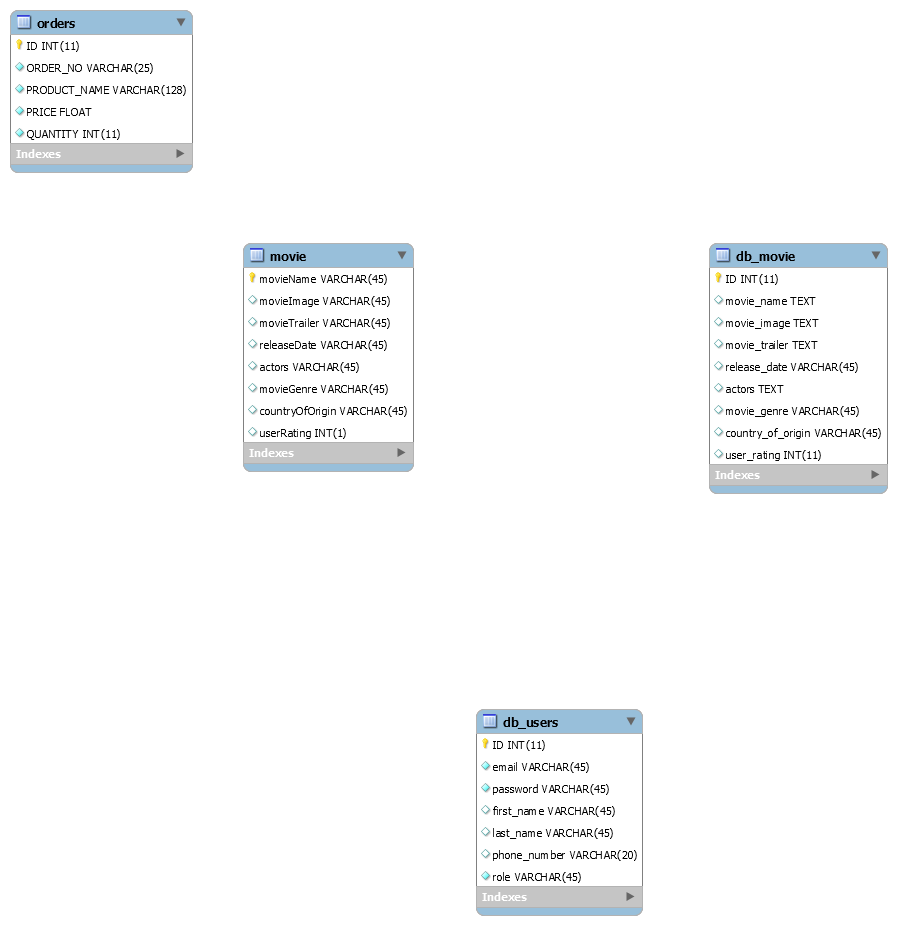 orders
ID INT(11)
ORDER_NO VARCHAR(25)
PRODUCT_NAME VARCHAR(128)
PRICE FLOAT
QUANTITY INT(11)
Indexes
movie
movieName VARCHAR(45)
movieImage VARCHAR(45)
movieTrailer VARCHAR(45)
releaseDate VARCHAR(45)
actors VARCHAR(45)
movieGenre VARCHAR(45)
countryOfOrigin VARCHAR(45)
userRating INT(1)
Indexes
db_movie
ID INT(11)
movie_name TEXT
movie_image TEXT
movie_trailer TEXT
release_date VARCHAR(45)
actors TEXT
movie_genre VARCHAR(45)
country_of_origin VARCHAR(45)
user_rating INT(11)
Indexes
db_users
ID INT(11)
email VARCHAR(45)
password VARCHAR(45)
first_name VARCHAR(45)
last_name VARCHAR(45)
phone_number VARCHAR(20)
role VARCHAR(45)
Indexes